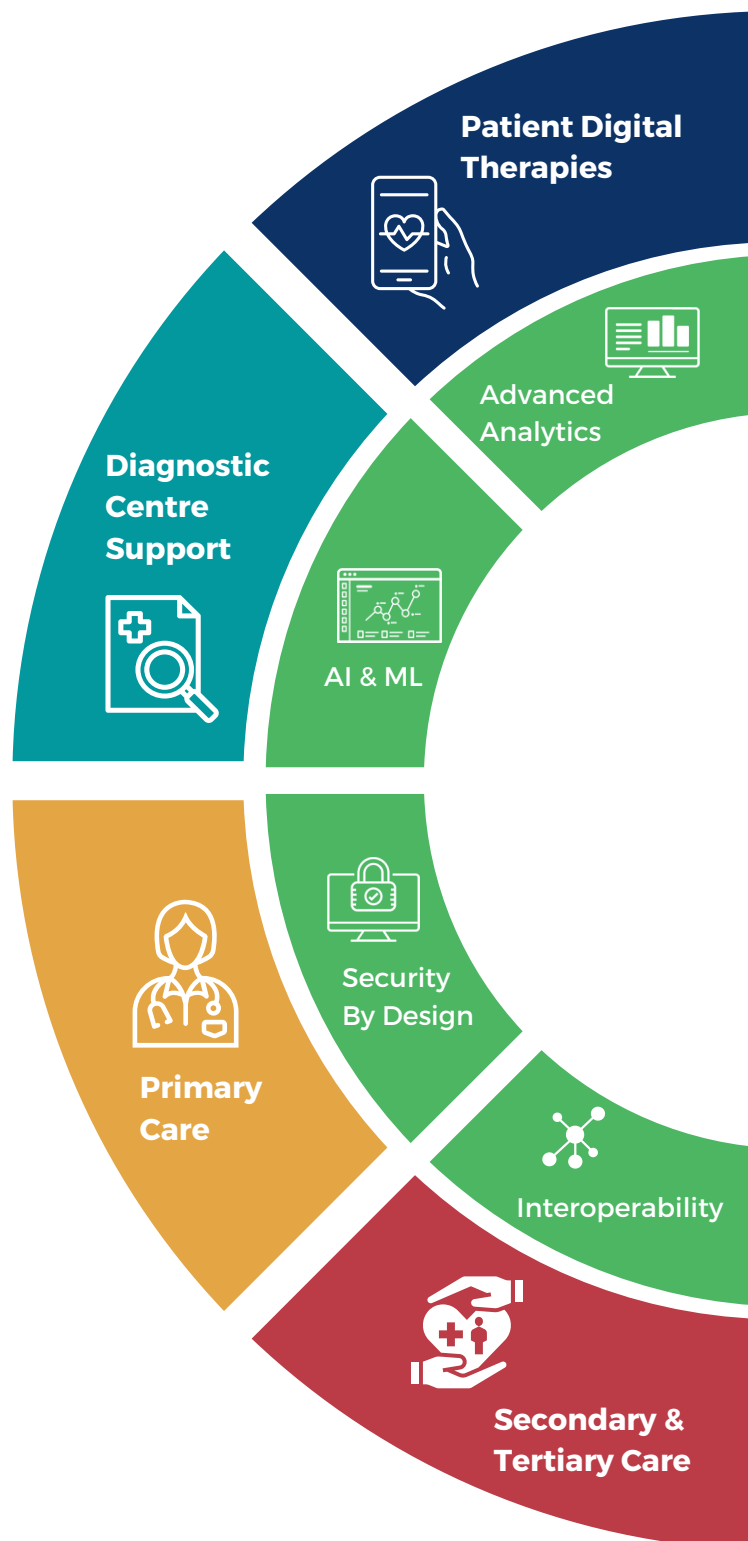 Patient Digital
Therapies
Advanced
Analytics
Diagnostic
Centre
Support
AI & ML
Security
By Design
Primary
Care
Interoperability
Secondary &
Tertiary Care